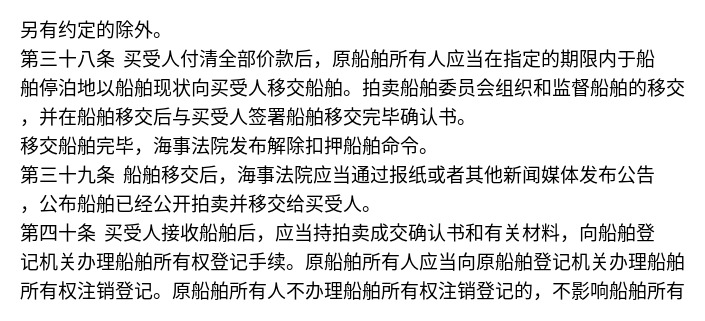 另有约定的除外。
第三十八条 买受人付清全部价款后，原船舶所有人应当在指定的期限内于船
舶停泊地以船舶现状向买受人移交船舶。拍卖船舶委员会组织和监督船舶的移交
，并在船舶移交后与买受人签署船舶移交完毕确认书。
移交船舶完毕，海事法院发布解除扣押船舶命令。
第三十九条 船舶移交后，海事法院应当通过报纸或者其他新闻媒体发布公告
，公布船舶已经公开拍卖并移交给买受人。
第四十条 买受人接收船舶后，应当持拍卖成交确认书和有关材料，向船舶登
记机关办理船舶所有权登记手续。原船舶所有人应当向原船舶登记机关办理船舶
所有权注销登记。原船舶所有人不办理船舶所有权注销登记的，不影响船舶所有